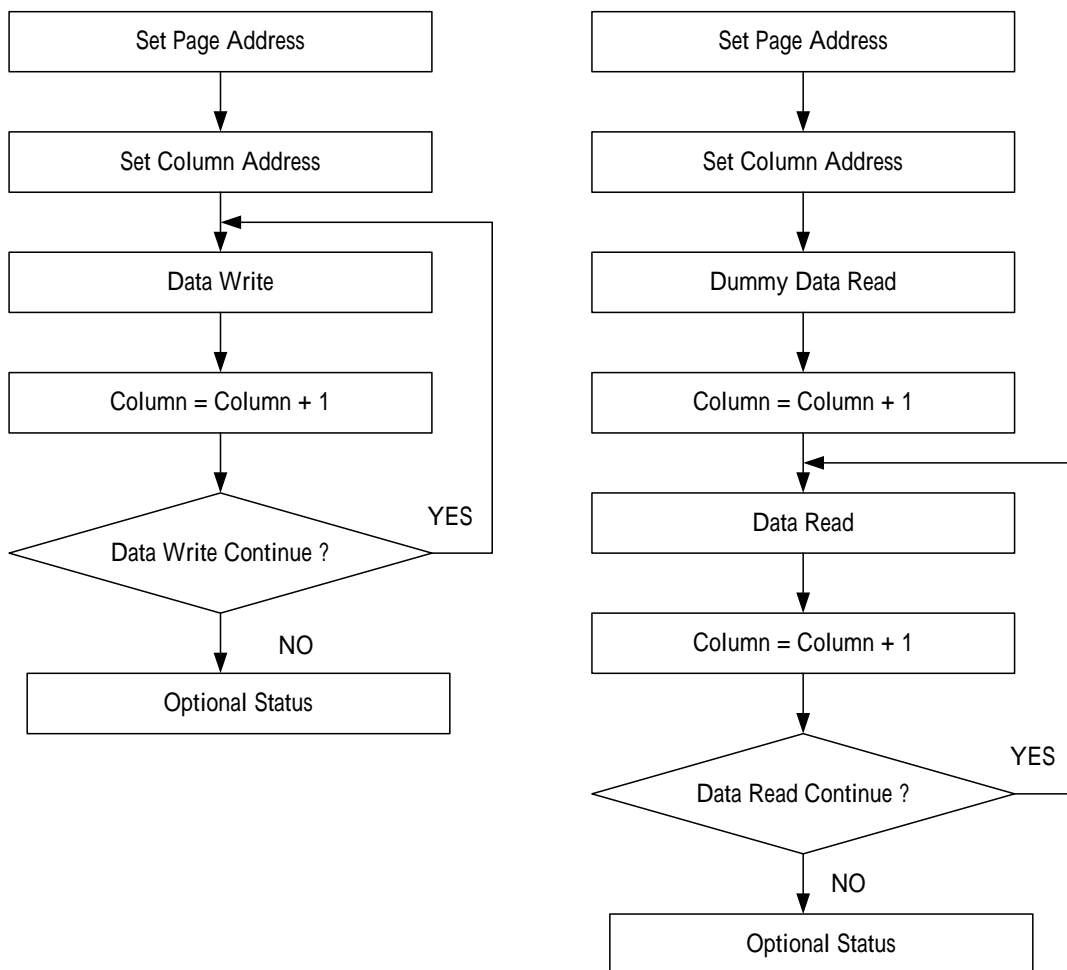 Set Page Address
Set Column Address
Data Write
Column = Column + 1
Data Write Continue ?
YES
NO
Optional Status
Set Page Address
Set Column Address
Dummy Data Read
Column = Column + 1
Data Read
Column = Column + 1
Data Read Continue ?
YES
NO
Optional Status